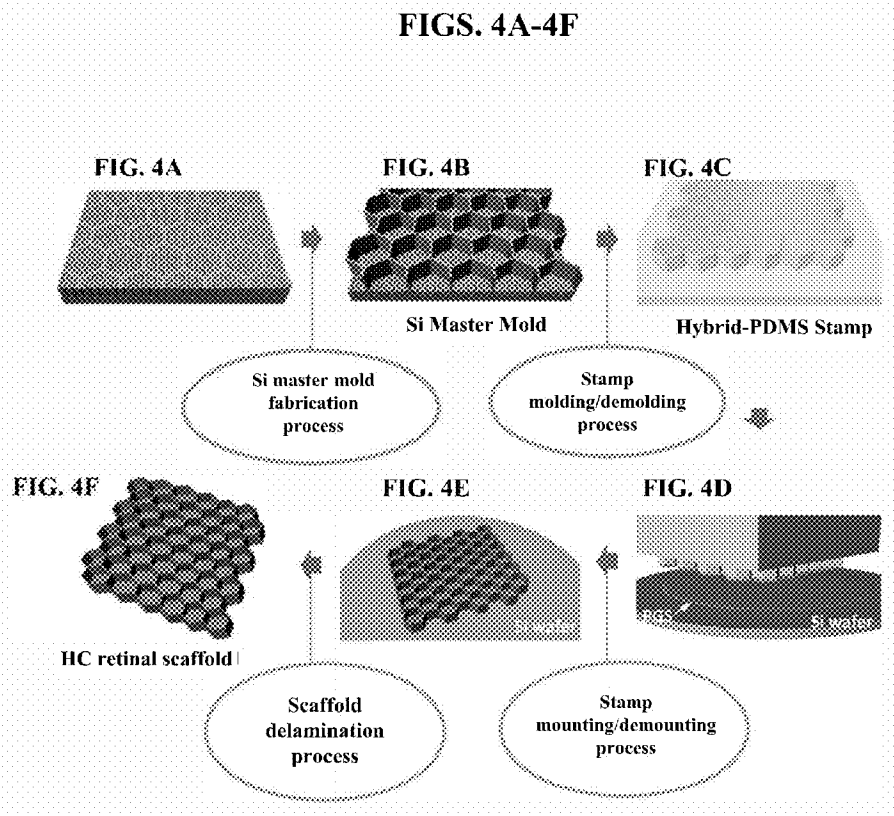 FIGS. 4A-4F
FIG. 4A
FIG. 4B
FIG. 4C
Si Master Mold
Hybrid-PDMS Stamp
Si master mold
fabrication
process
Stamp
molding/demolding
process
FIG. 4F
FIG. 4E
FIG. 4D
Si wafer
PGS
Si wafer
HC retinal scaffold
Scaffold
delamination
process
Stamp
mounting/demounting
process